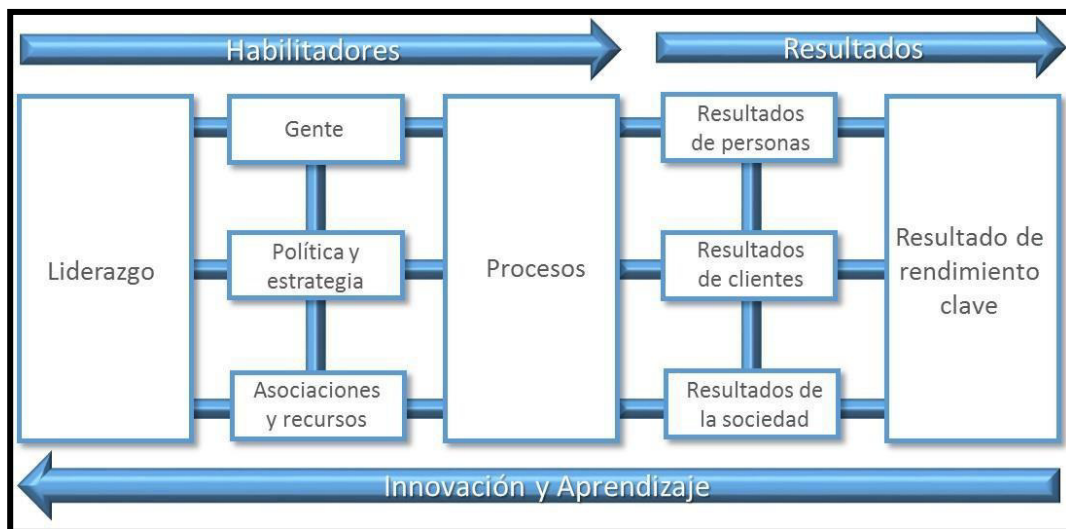 Habilitadores
Resultados
Liderazgo
Gente
Política y
estrategia
Asociaciones
y recursos
Procesos
Resultados
de personas
Resultados
de clientes
Resultados de
la sociedad
Resultado de
rendimiento
clave
Innovación y Aprendizaje